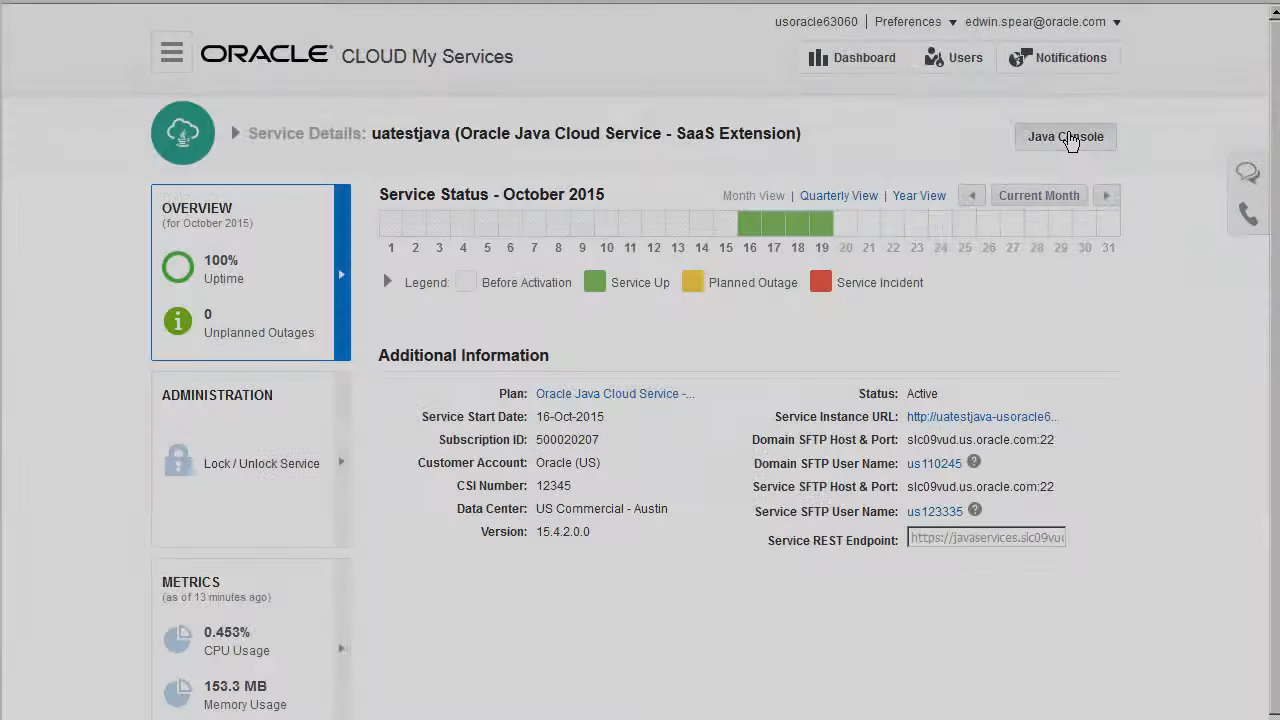 usoracle63060 | Preferences edwin.spear@oracle.com
ORACLE CLOUD My Services
Dashboard Users Notifications
Service Details: uatestjava (Oracle Java Cloud Service - SaaS Extension)
Java Console
OVERVIEW
(for October 2015)
100%
Uptime
0
Unplanned Outages
ADMINISTRATION
Lock / Unlock Service
METRICS
(as of 13 minutes ago)
0.453%
CPU Usage
153.3 MB
Memory Usage
Service Status - October 2015
Month View | Quarterly View | Year View Current Month
1 2 3 4 5 6 7 8 9 10 11 12 13 14 15 16 17 18 19 20 21 22 23 24 25 26 27 28 29 30 31
Legend: Before Activation Service Up Planned Outage Service Incident
Additional Information
Plan: Oracle Java Cloud Service -...
Service Start Date: 16-Oct-2015
Subscription ID: 500020207
Customer Account: Oracle (US)
CSI Number: 12345
Data Center: US Commercial - Austin
Version: 15.4.2.0.0
Status: Active
Service Instance URL: http://uatestjava-usoracle6...
Domain SFTP Host & Port: slc09vud.us.oracle.com:22
Domain SFTP User Name: us110245
Service SFTP Host & Port: slc09vud.us.oracle.com:22
Service SFTP User Name: us123335
Service REST Endpoint: https://javaservices.slc09vud